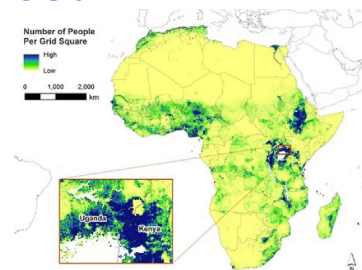 Number of People
Per Grid Square
High
Low
0 1,000 2,000
km
Uganda
Kenya
N